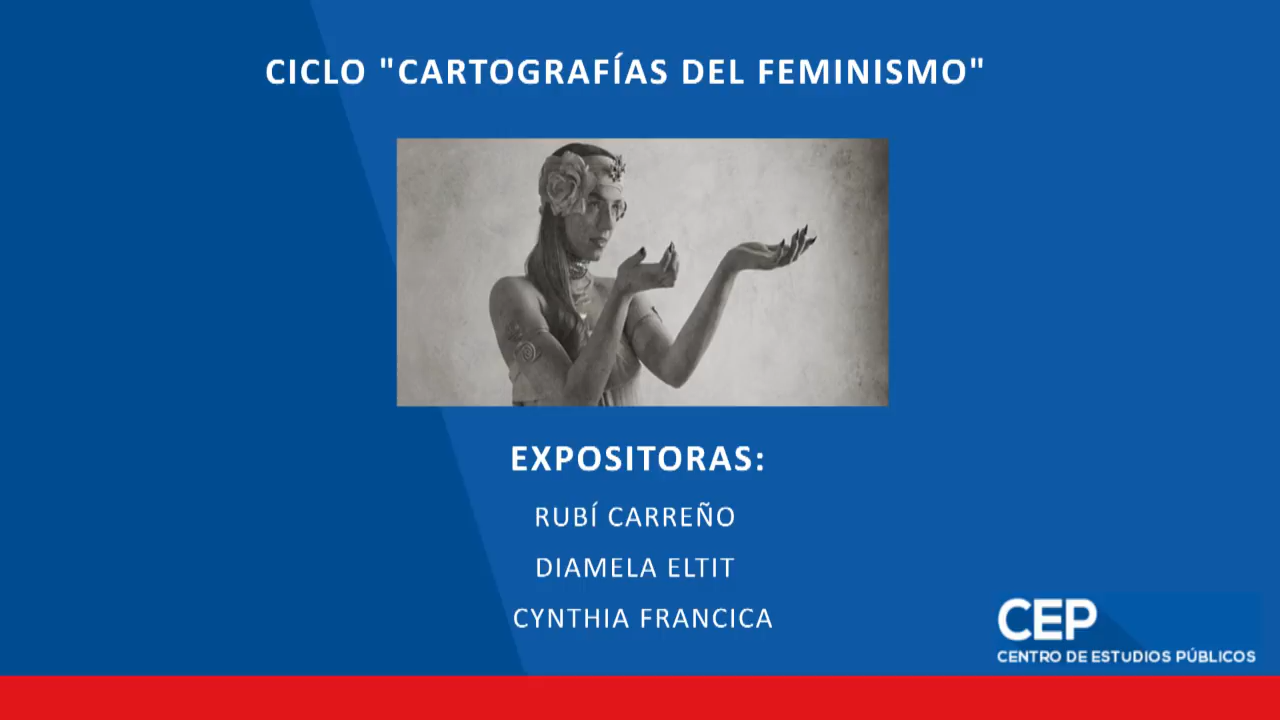 CICLO "CARTOGRAFÍAS DEL FEMINISMO"
EXPOSITORAS:
RUBÍ CARREÑO
DIAMELA ELTIT
CYNTHIA FRANCICA
CEP
CENTRO DE ESTUDIOS PÚBLICOS